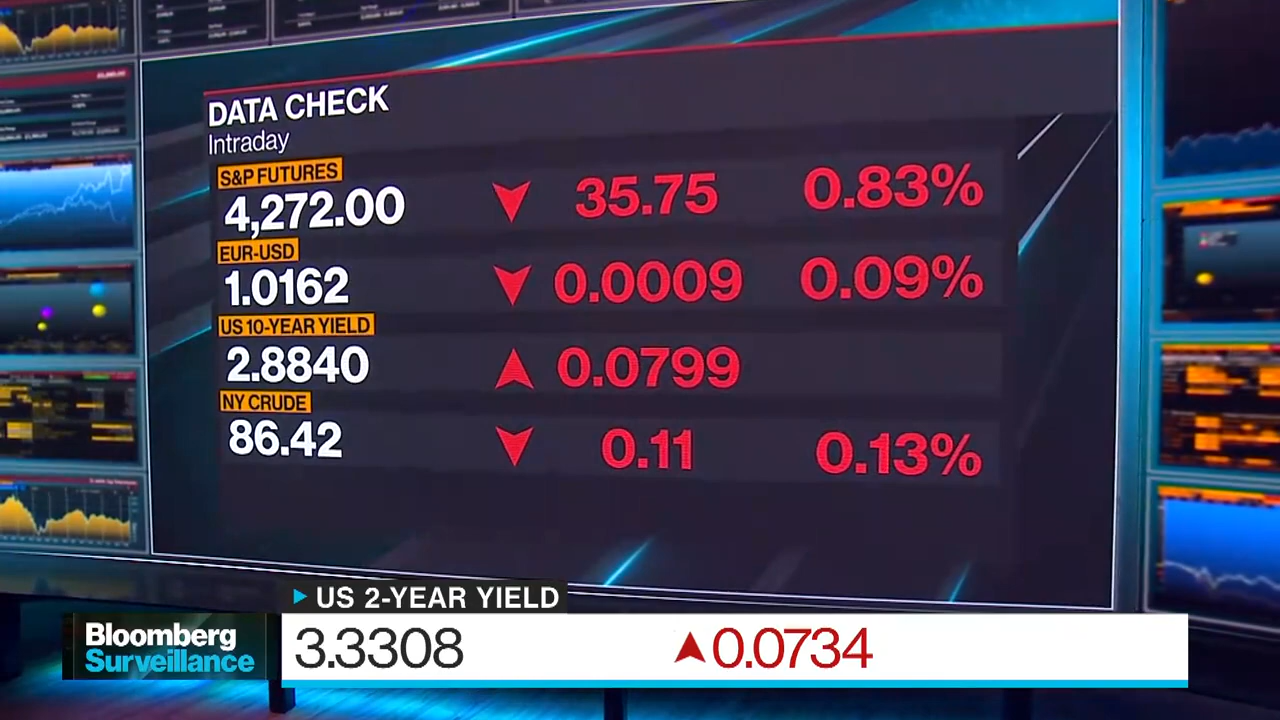 DATA CHECK
Intraday
S&P FUTURES
4,272.00 35.75 0.83%
EUR-USD
1.0162 0.0009 0.09%
US 10-YEAR YIELD
2.8840 0.0799
NY CRUDE
86.42 0.11 0.13%
US 2-YEAR YIELD
Bloomberg
Surveillance
3.3308 0.0734